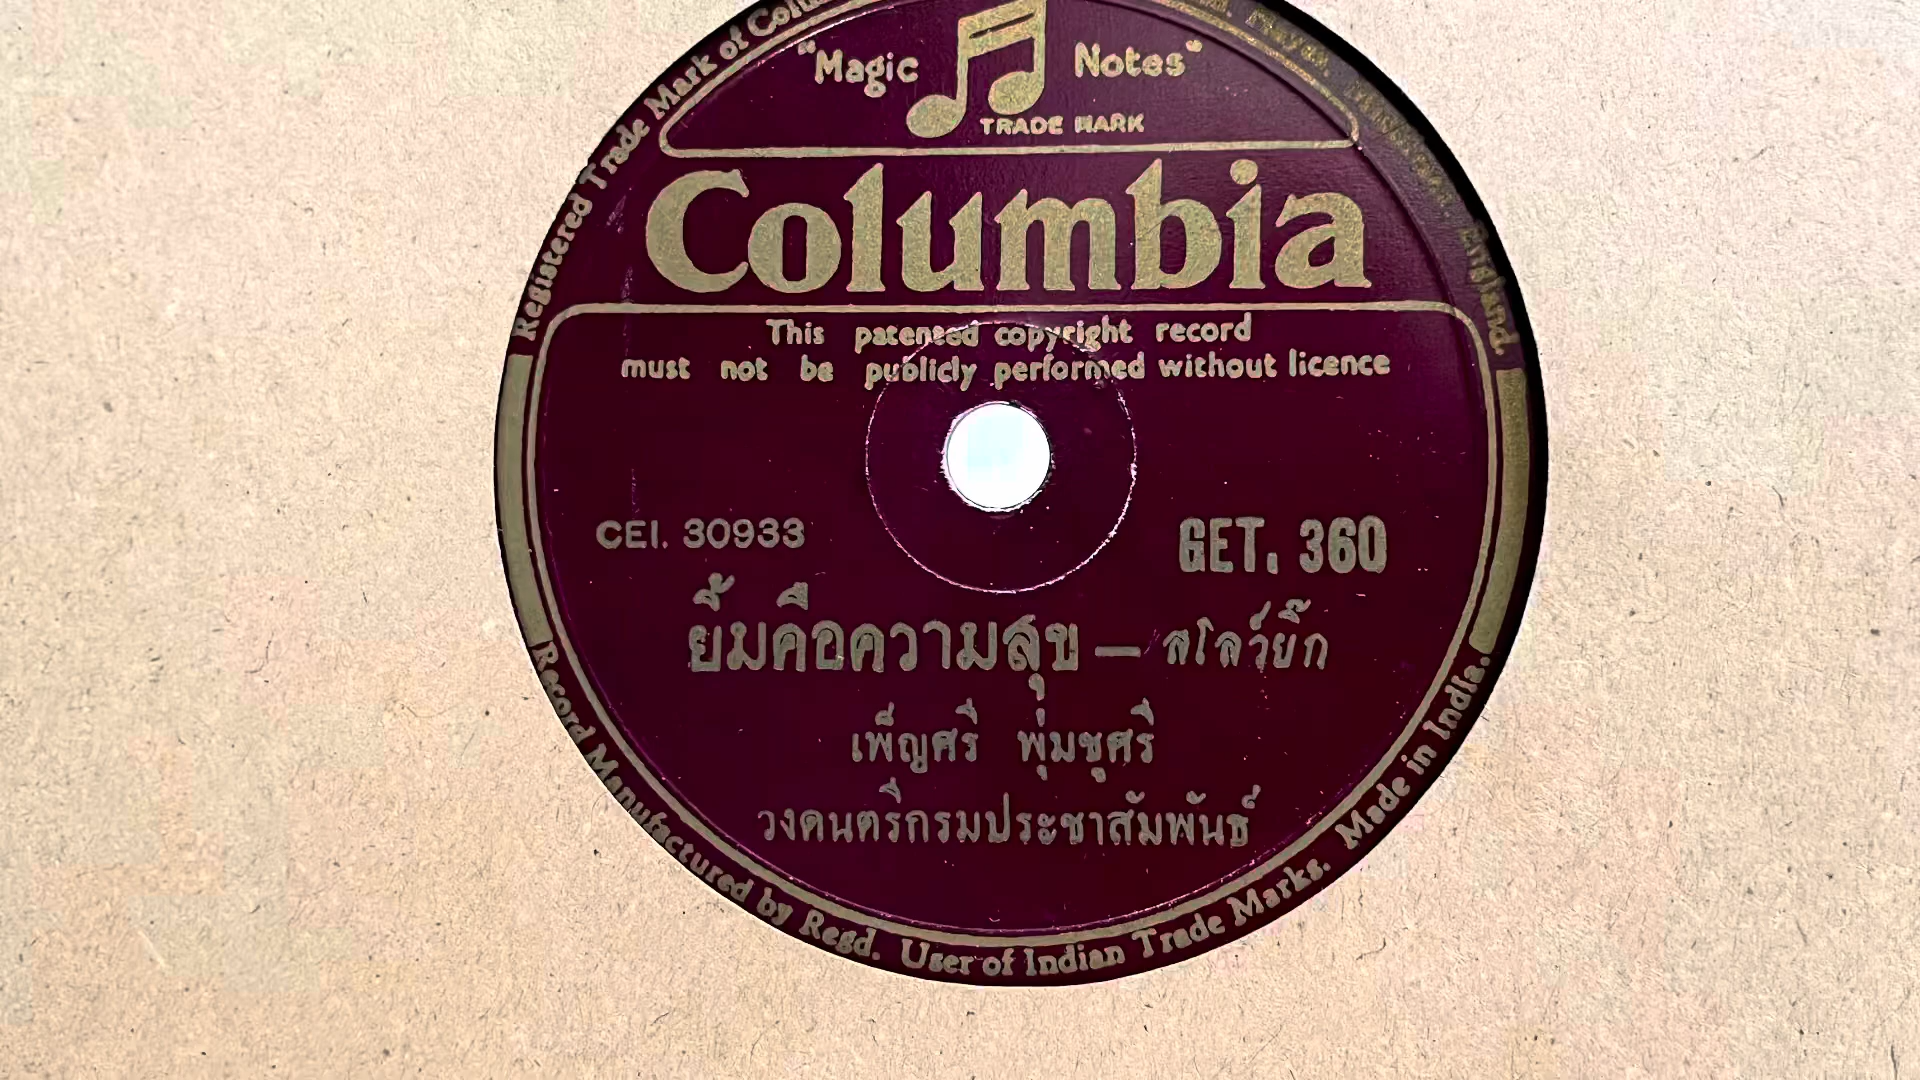 Registered Trade Mark of Colu
"Magic Notes"
TRADE MARK
Columbia
This patented copyright record
must not be publicly performed without licence
CEI. 30933
GET. 360
ยิ้มคือความสุข — สโลว์ยิ๊ก
เพ็ญศรี พุ่มชูศรี
วงดนตรีกรมประชาสัมพันธ์
Record Manufactured by Regd. User of Indian Trade Marks. Made in India.
England.